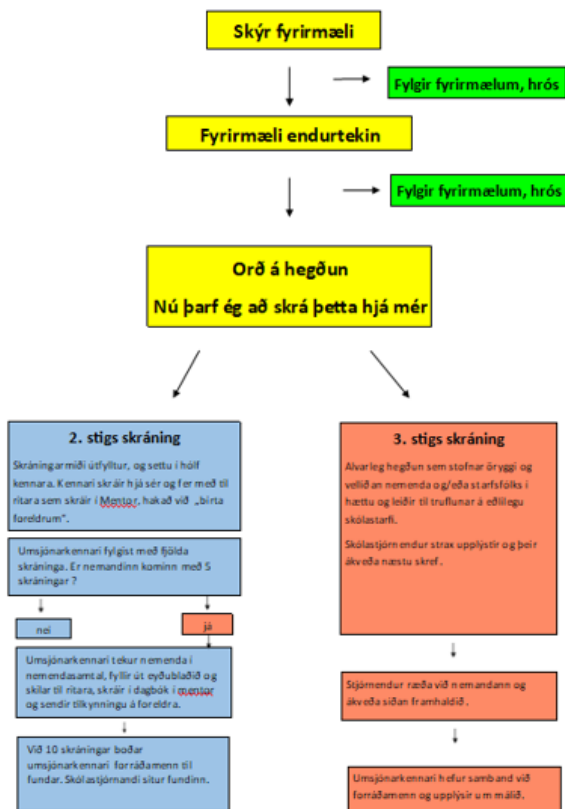 Skýr fyrirmæli
Fylgir fyrirmælum, hrós
Fyrirmæli endurtekin
Fylgir fyrirmælum, hrós
Orð á hegðun
Nú þarf ég að skrá þetta hjá mér
2. stigs skráning
Skráningarmiði útfylltur, og settu í hólf
kennara. Kennari skráir hjá sér og fer með til
ritara sem skráir í Mentor, hakað við „birta
foreldrum“.
Umsjónarkennari fylgist með fjölda
skráninga. Er nemandinn kominn með 5
skráningar ?
nei
já
Umsjónarkennari tekur nemenda í
nemendasamtal, fyllir út eyðublaðið og
skilar til ritara, skráir í dagbók í mentor
og sendir tilkynningu á foreldra.
Við 10 skráningar boðar
umsjónarkennari forráðamenn til
fundar. Skólastjórnandi situr fundinn.
3. stigs skráning
Alvarleg hegðun sem stofnar öryggi og
vellíðan nemenda og/eða starfsfólks í
hættu og leiðir til truflunar á eðlilegu
skólastarfi.
Skólastjórnendur strax upplýstir og þeir
ákveða næstu skref.
Stjórnendur ræða við nemandann og
ákveða síðan framhaldið.
Umsjónarkennari hefur samband við
forráðamenn og upplýsir um málið.